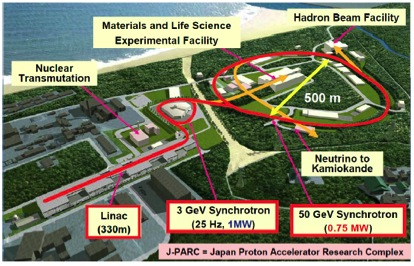 Hadron Beam Facility
Materials and Life Science
Experimental Facility
Nuclear
Transmutation
500 m
Neutrino to
Kamiokande
Linac
(330m)
3 GeV Synchrotron
(25 Hz, 1MW)
50 GeV Synchrotron
(0.75 MW)
J-PARC = Japan Proton Accelerator Research Complex